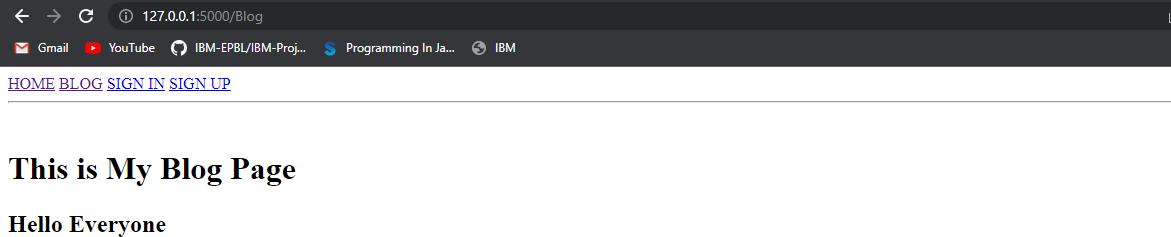 127.0.0.1:5000/Blog
Gmail YouTube IBM-EPBL/IBM-Proj... Programming In Ja... IBM
HOME BLOG SIGN IN SIGN UP
This is My Blog Page
Hello Everyone